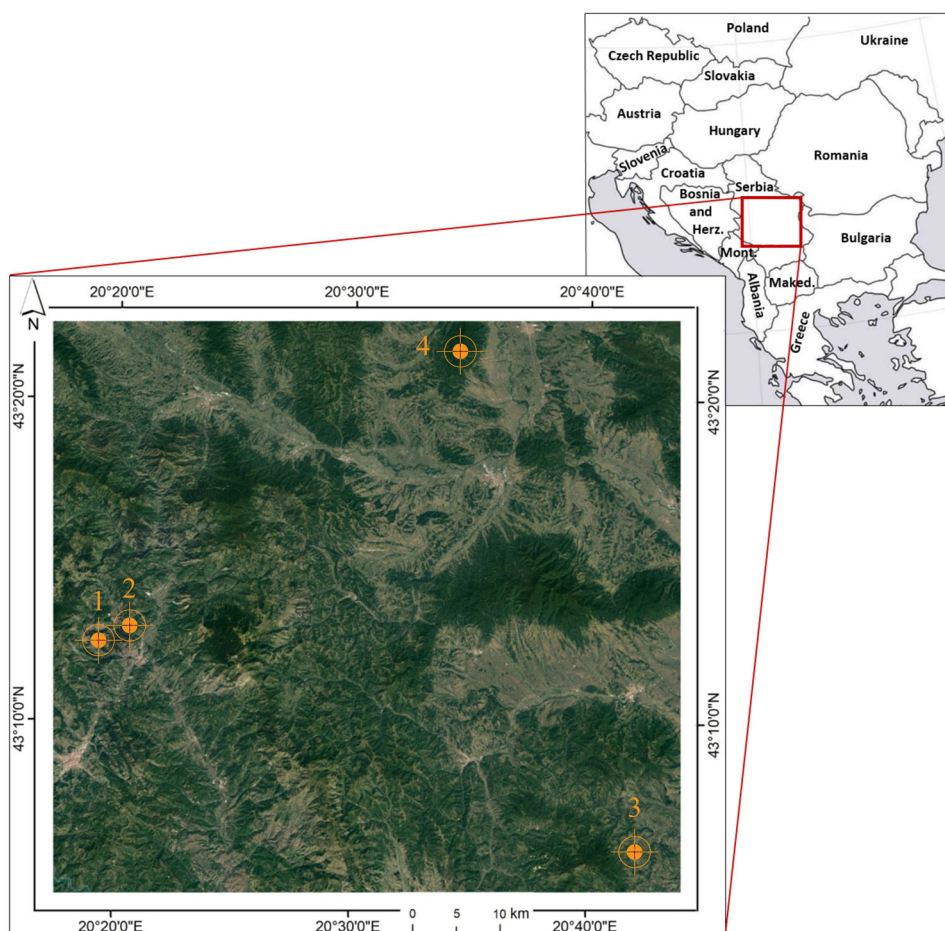 Poland
Ukraine
Czech Republic
Slovakia
Austria
Hungary
Slovenia
Romania
Croatia
Serbia
Bosnia
and
Herz.
Bulgaria
Mont.
Albania
Maked.
Greece
N
20°20'0"E
20°30'0"E
20°40'0"E
4
43°20'0"N
43°20'0"N
1
2
43°10'0"N
43°10'0"N
3
0 5 10 km
20°20'0"E
20°30'0"E
20°40'0"E